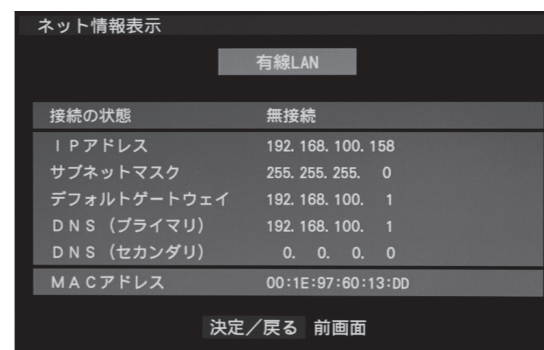 ネット情報表示
有線LAN
接続の状態 無接続
IPアドレス 192.168.100.158
サブネットマスク 255.255.255. 0
デフォルトゲートウェイ 192.168.100. 1
DNS（プライマリ） 192.168.100. 1
DNS（セカンダリ） 0. 0. 0. 0
MACアドレス 00:1E:97:60:13:DD
決定／戻る 前画面